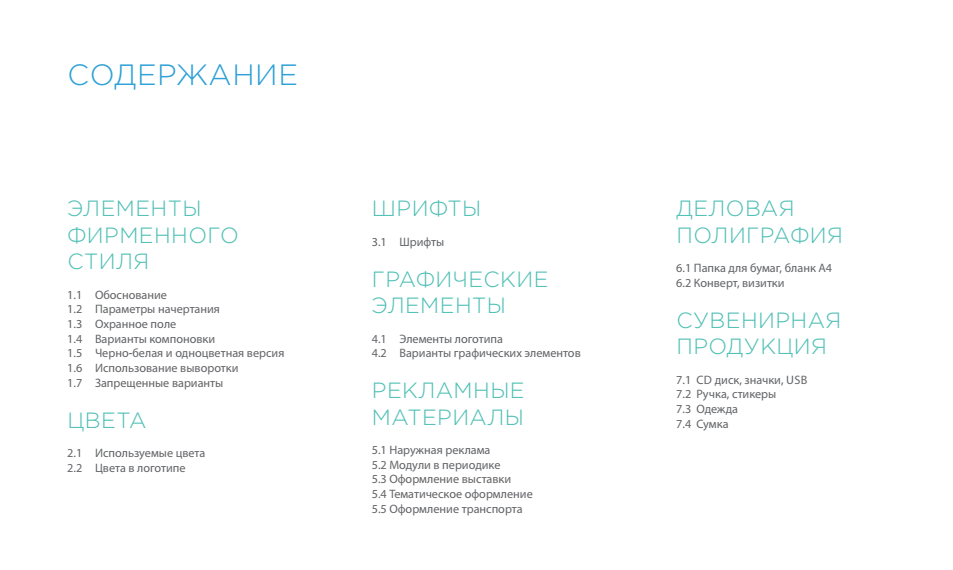 СОДЕРЖАНИЕ
ЭЛЕМЕНТЫ
ФИРМЕННОГО
СТИЛЯ
1.1 Обоснование
1.2 Параметры начертания
1.3 Охранное поле
1.4 Варианты компоновки
1.5 Черно-белая и одноцветная версия
1.6 Использование выворотки
1.7 Запрещенные варианты
ЦВЕТА
2.1 Используемые цвета
2.2 Цвета в логотипе
ШРИФТЫ
3.1 Шрифты
ГРАФИЧЕСКИЕ
ЭЛЕМЕНТЫ
4.1 Элементы логотипа
4.2 Варианты графических элементов
РЕКЛАМНЫЕ
МАТЕРИАЛЫ
5.1 Наружная реклама
5.2 Модули в периодике
5.3 Оформление выставки
5.4 Тематическое оформление
5.5 Оформление транспорта
ДЕЛОВАЯ
ПОЛИГРАФИЯ
6.1 Папка для бумаг, бланк А4
6.2 Конверт, визитки
СУВЕНИРНАЯ
ПРОДУКЦИЯ
7.1 CD диск, значки, USB
7.2 Ручка, стикеры
7.3 Одежда
7.4 Сумка